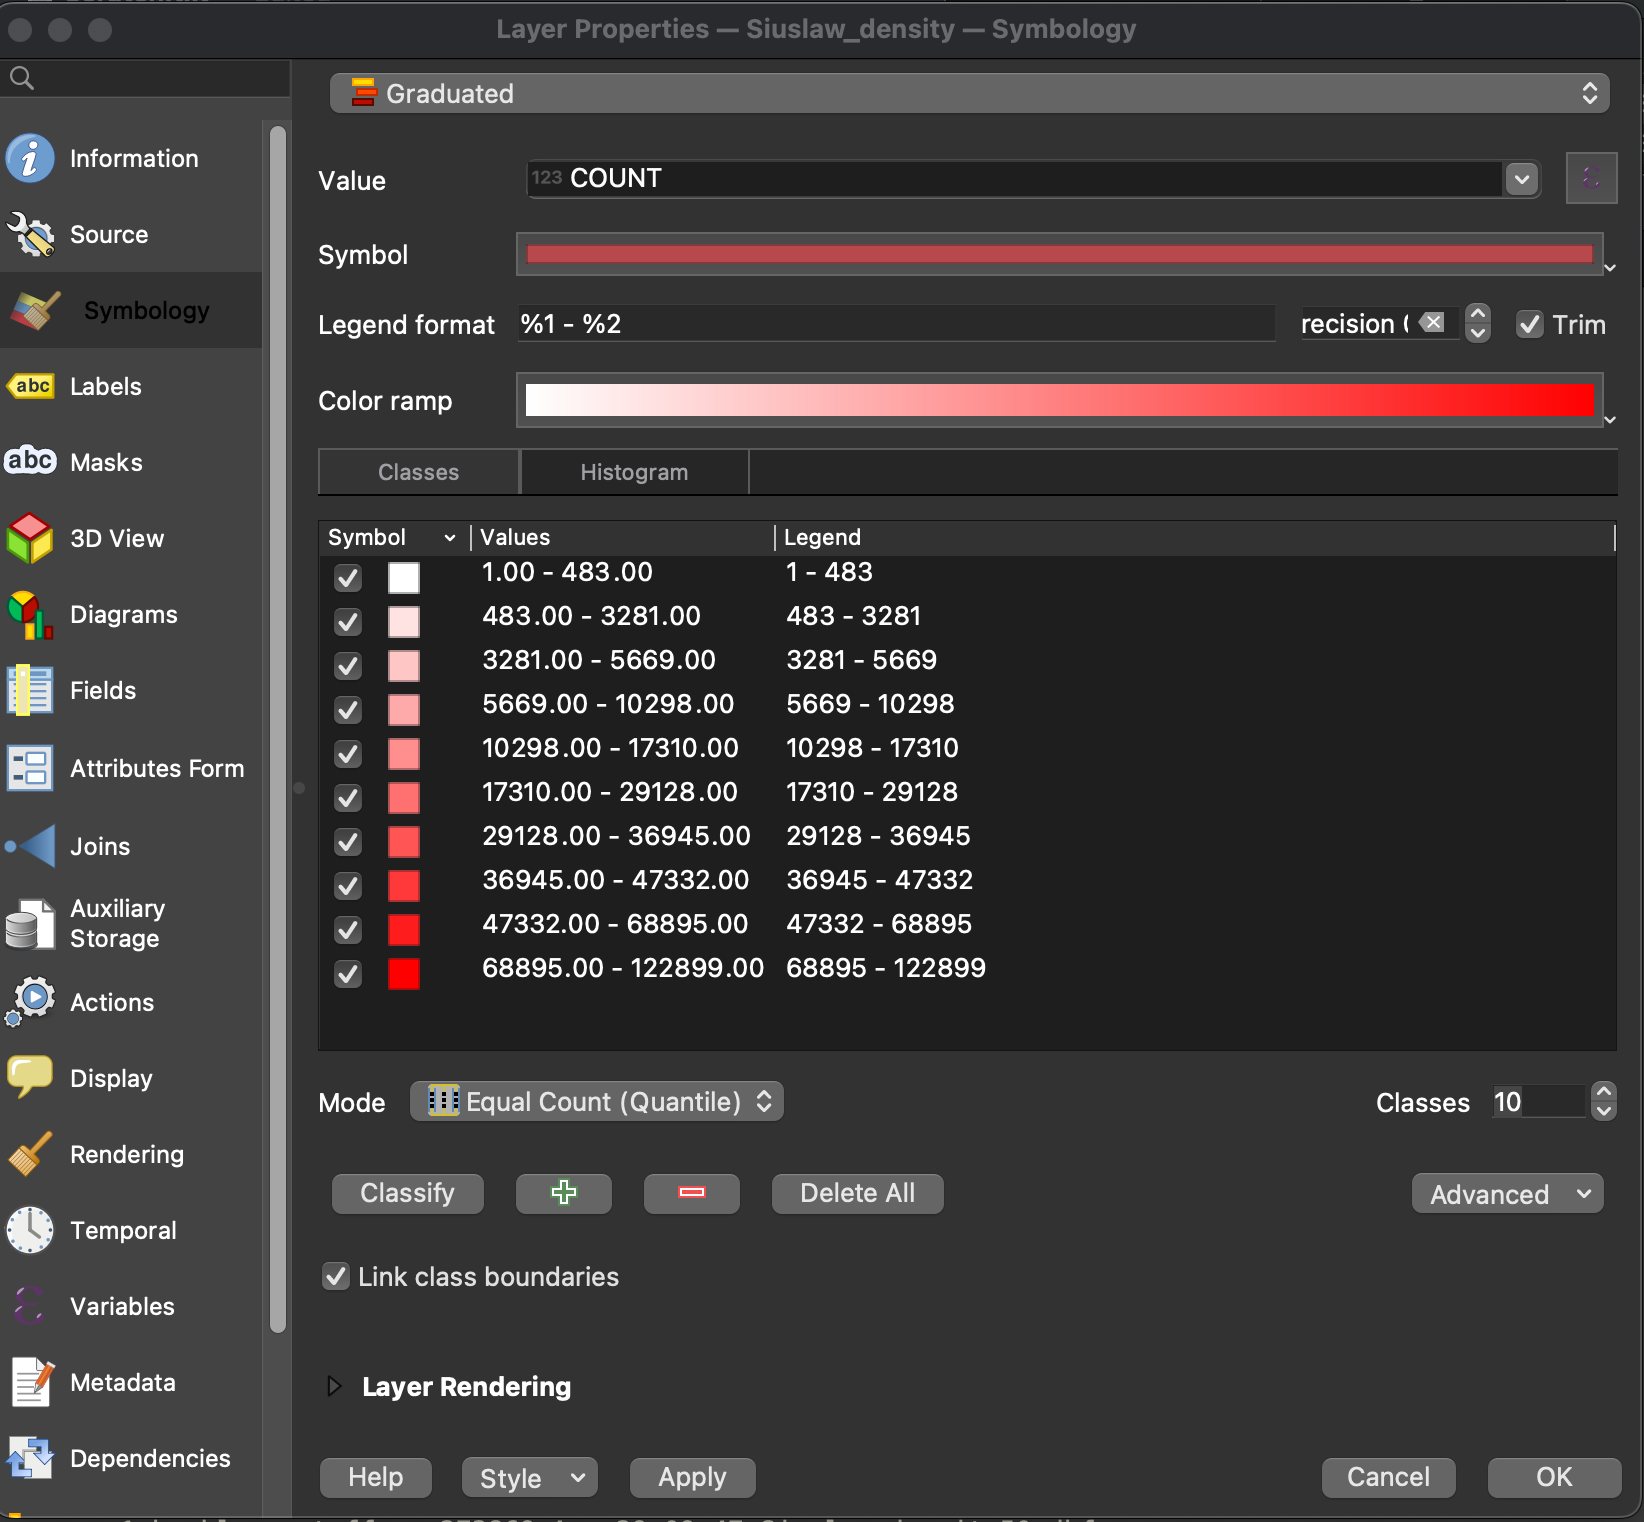 Layer Properties — Siuslaw_density — Symbology
Graduated
Information
Source
Symbology
Labels
Masks
3D View
Diagrams
Fields
Attributes Form
Joins
Auxiliary
Storage
Actions
Display
Rendering
Temporal
Variables
Metadata
Dependencies
abc
abc
Value 123 COUNT
Symbol
Legend format %1 - %2 recision Trim
Color ramp
Classes Histogram
Symbol Values Legend
1.00 - 483.00 1 - 483
483.00 - 3281.00 483 - 3281
3281.00 - 5669.00 3281 - 5669
5669.00 - 10298.00 5669 - 10298
10298.00 - 17310.00 10298 - 17310
17310.00 - 29128.00 17310 - 29128
29128.00 - 36945.00 29128 - 36945
36945.00 - 47332.00 36945 - 47332
47332.00 - 68895.00 47332 - 68895
68895.00 - 122899.00 68895 - 122899
Mode Equal Count (Quantile) Classes 10
Classify Delete All Advanced
Link class boundaries
Layer Rendering
Help Style Apply Cancel OK